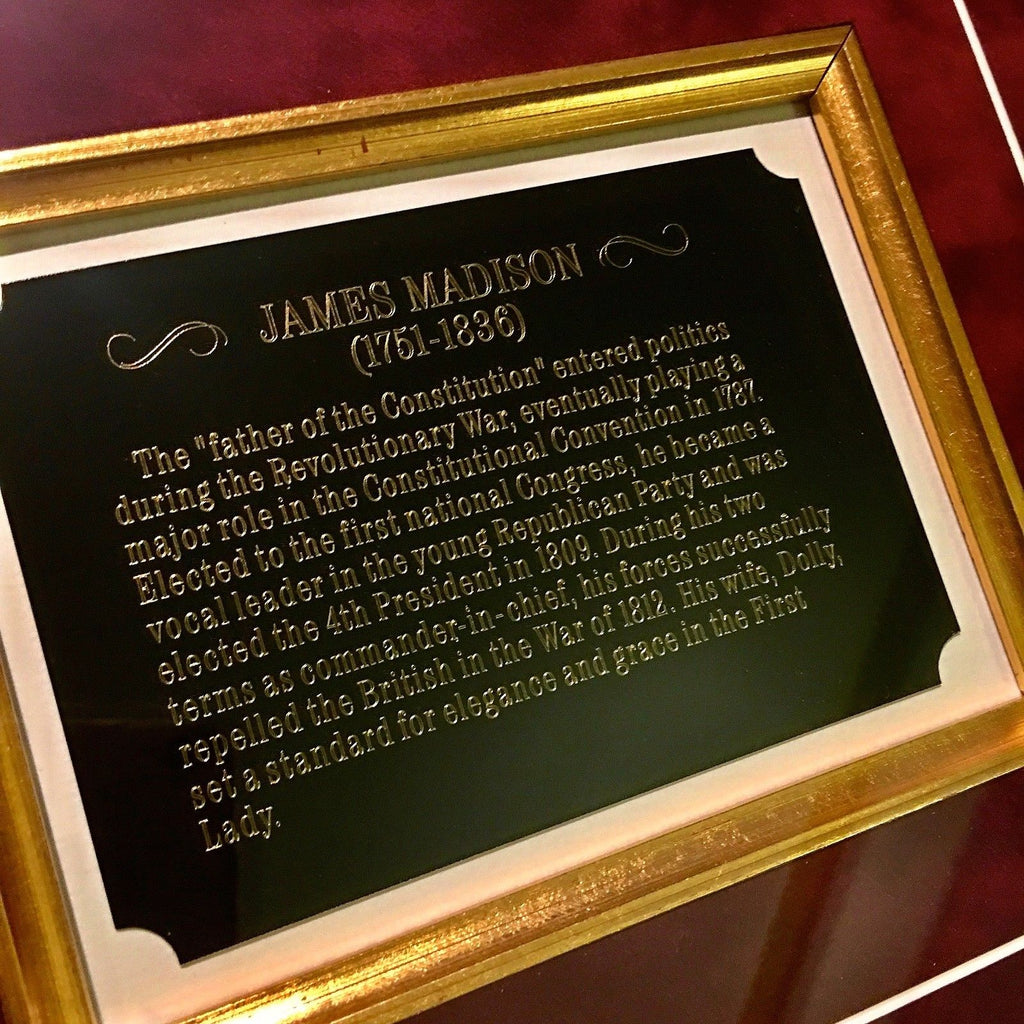 JAMES MADISON
(1751-1836)
The "father of the Constitution" entered politics
during the Revolutionary War, eventually playing a
major role in the Constitutional Convention in 1787.
Elected to the first national Congress, he became a
vocal leader in the young Republican Party and was
elected the 4th President in 1809. During his two
terms as commander-in-chief, his forces successfully
repelled the British in the War of 1812. His wife, Dolly,
set a standard for elegance and grace in the First
Lady.